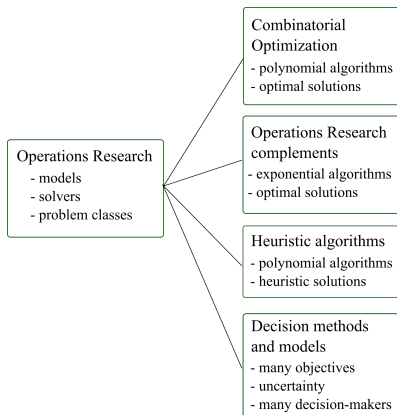 Operations Research
- models
- solvers
- problem classes
Combinatorial
Optimization
- polynomial algorithms
- optimal solutions
Operations Research
complements
- exponential algorithms
- optimal solutions
Heuristic algorithms
- polynomial algorithms
- heuristic solutions
Decision methods
and models
- many objectives
- uncertainty
- many decision-makers